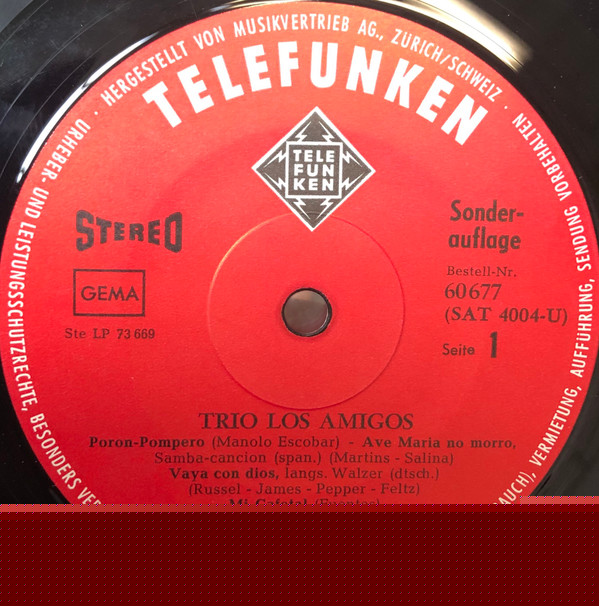 URHEBER- UND LEISTUNGSSCHUTZRECHTE, BESONDERS
· HERGESTELLT VON MUSIKVERTRIEB AG., ZÜRICH/SCHWEIZ ·
VERMIETUNG, AUFFÜHRUNG, SENDUNG VORBEHALTEN
TELEFUNKEN
TELE
FUN
KEN
STEREO
GEMA
Ste LP 73 669
Sonder-
auflage
Bestell-Nr.
60677
(SAT 4004-U)
Seite 1
TRIO LOS AMIGOS
Poron-Pompero (Manolo Escobar) - Ave Maria no morro,
Samba-cancion (span.) (Martins - Salina)
Vaya con dios, langs. Walzer (dtsch.)
(Russel - James - Pepper - Feltz)